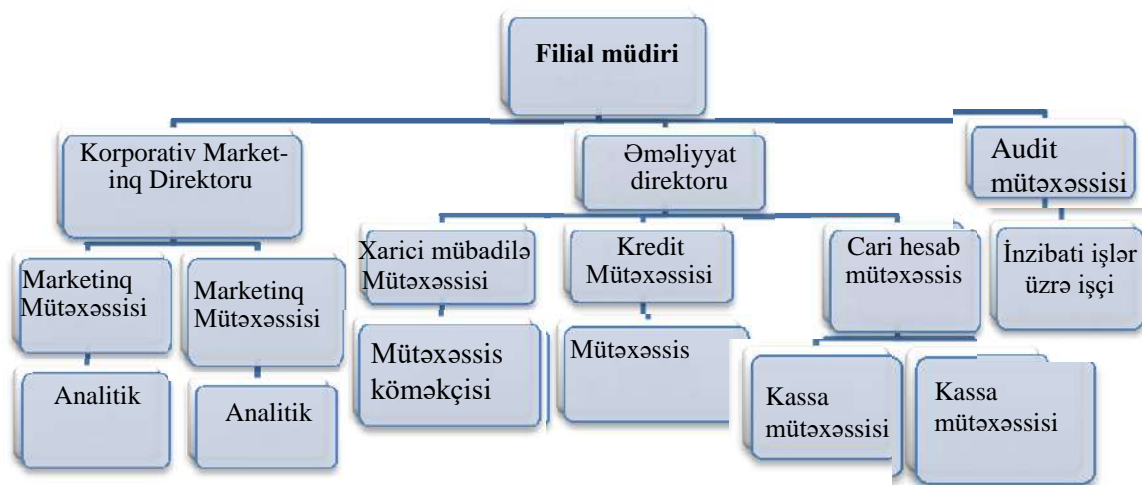 Filial müdiri
Korporativ Market-
inq Direktoru
Əməliyyat
direktoru
Audit
mütəxəssisi
Marketinq
Mütəxəssisi
Marketinq
Mütəxəssisi
Xarici mübadilə
Mütəxəssisi
Kredit
Mütəxəssisi
Cari hesab
mütəxəssis
İnzibati işlər
üzrə işçi
Analitik
Analitik
Mütəxəssis
köməkçisi
Mütəxəssis
Kassa
mütəxəssisi
Kassa
mütəxəssisi